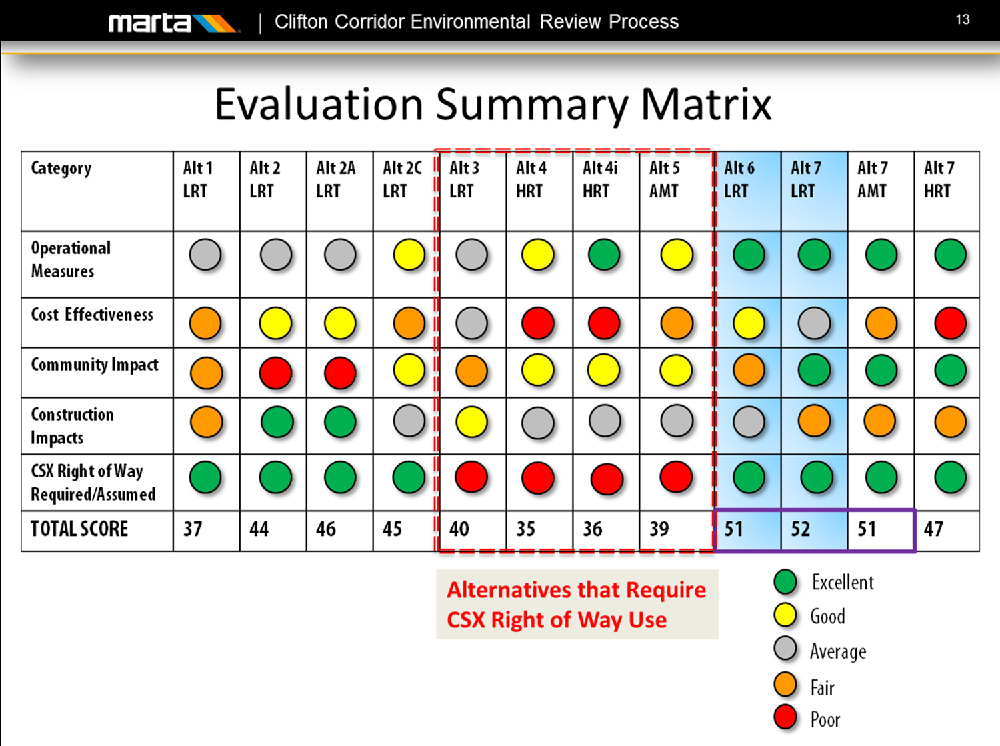 marta | Clifton Corridor Environmental Review Process 13
Evaluation Summary Matrix
Category Alt 1 Alt 2 Alt 2A Alt 2C Alt 3 Alt 4 Alt 4i Alt 5 Alt 6 Alt 7 Alt 7 Alt 7
LRT LRT LRT LRT LRT HRT HRT AMT LRT LRT AMT HRT
Operational
Measures
Cost Effectiveness
Community Impact
Construction
Impacts
CSX Right of Way
Required/Assumed
TOTAL SCORE 37 44 46 45 40 35 36 39 51 52 51 47
Alternatives that Require
CSX Right of Way Use
Excellent
Good
Average
Fair
Poor